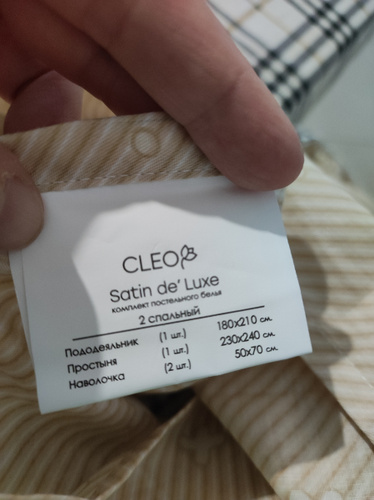 CLEO
Satin de' Luxe
комплект постельного белья
2 спальный
Пододеяльник (1 шт.) 180x210 см.
Простыня (1 шт.) 230x240 см.
Наволочка (2 шт.) 50x70 см.